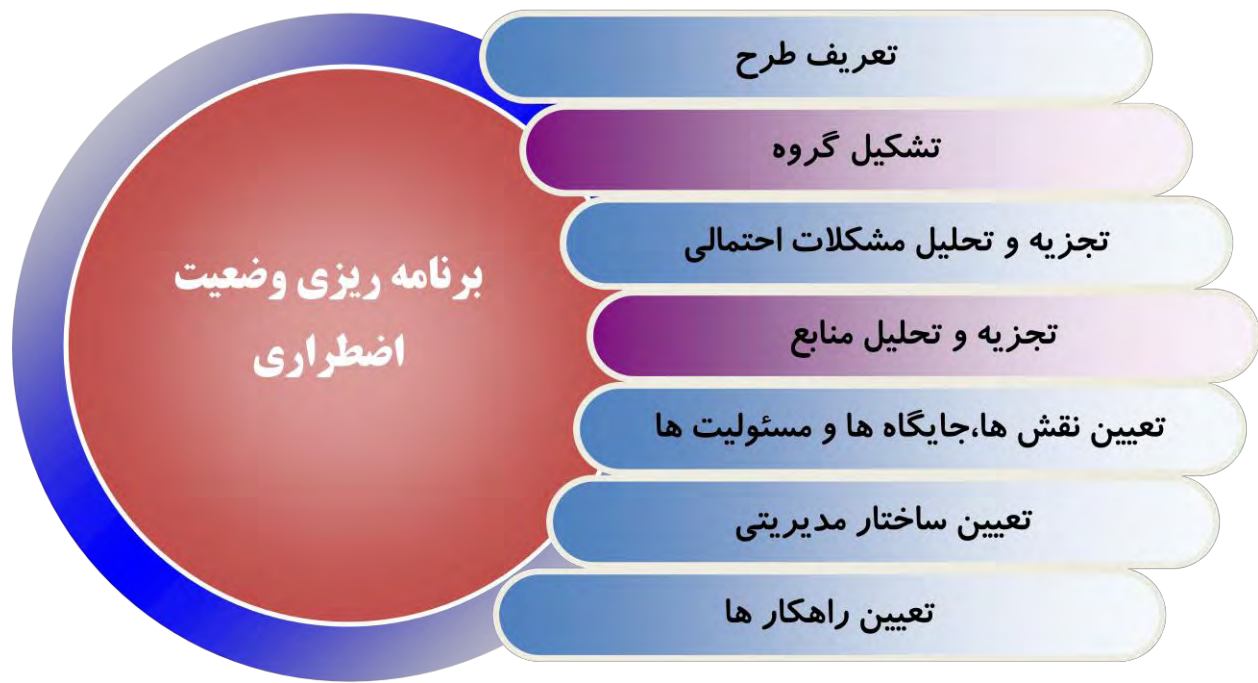 برنامه ریزی وضعیت
اضطراری
تعریف طرح
تشکیل گروه
تجزیه و تحلیل مشکلات احتمالی
تجزیه و تحلیل منابع
تعیین نقش ها،جایگاه ها و مسئولیت ها
تعیین ساختار مدیریتی
تعیین راهکار ها